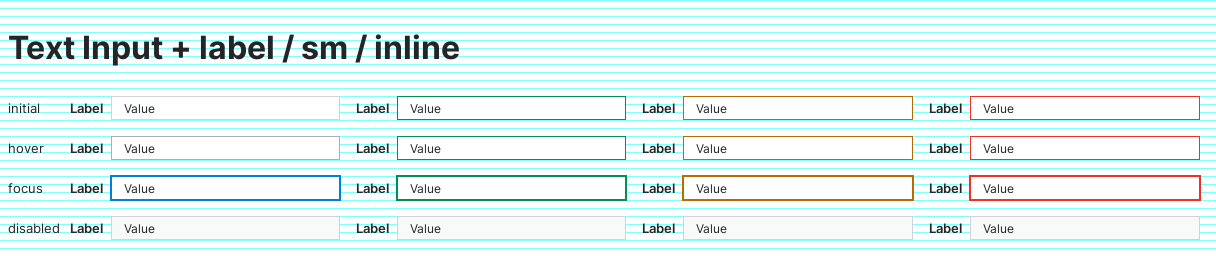 Text Input + label / sm / inline
initial Label Value Label Value Label Value Label Value
hover Label Value Label Value Label Value Label Value
focus Label Value Label Value Label Value Label Value
disabled Label Value Label Value Label Value Label Value